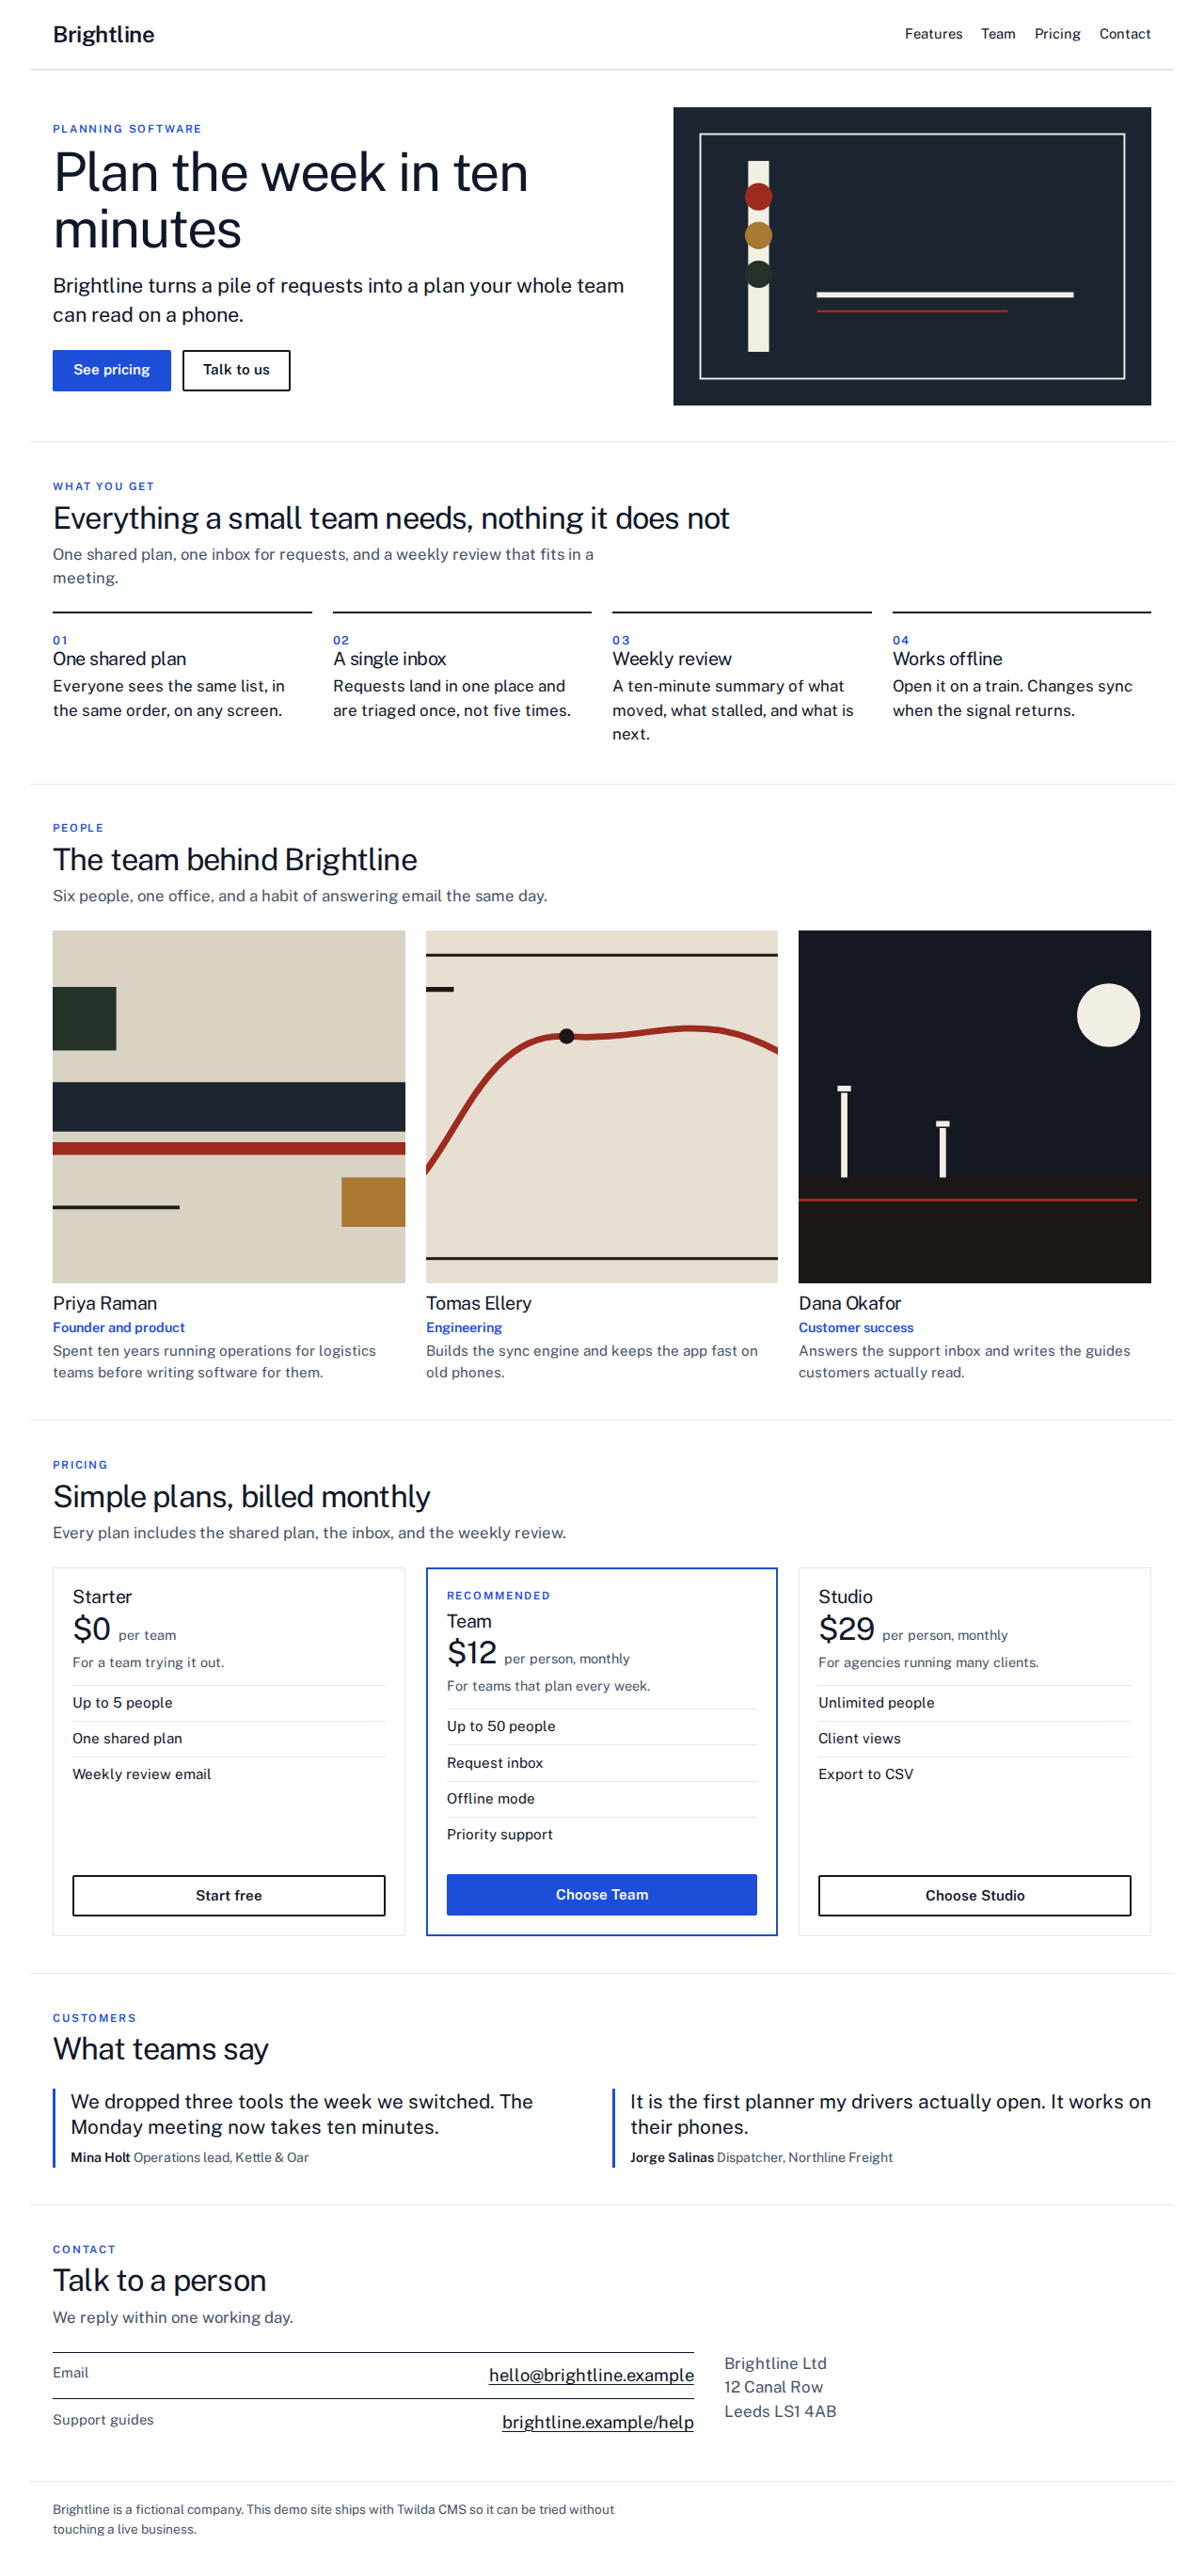 Brightline
Features Team Pricing Contact
PLANNING SOFTWARE
Plan the week in ten
minutes
Brightline turns a pile of requests into a plan your whole team
can read on a phone.
See pricing
Talk to us
WHAT YOU GET
Everything a small team needs, nothing it does not
One shared plan, one inbox for requests, and a weekly review that fits in a
meeting.
01
One shared plan
Everyone sees the same list, in
the same order, on any screen.
02
A single inbox
Requests land in one place and
are triaged once, not five times.
03
Weekly review
A ten-minute summary of what
moved, what stalled, and what is
next.
04
Works offline
Open it on a train. Changes sync
when the signal returns.
PEOPLE
The team behind Brightline
Six people, one office, and a habit of answering email the same day.
Priya Raman
Founder and product
Spent ten years running operations for logistics
teams before writing software for them.
Tomas Ellery
Engineering
Builds the sync engine and keeps the app fast on
old phones.
Dana Okafor
Customer success
Answers the support inbox and writes the guides
customers actually read.
PRICING
Simple plans, billed monthly
Every plan includes the shared plan, the inbox, and the weekly review.
Starter
$0 per team
For a team trying it out.
Up to 5 people
One shared plan
Weekly review email
Start free
RECOMMENDED
Team
$12 per person, monthly
For teams that plan every week.
Up to 50 people
Request inbox
Offline mode
Priority support
Choose Team
Studio
$29 per person, monthly
For agencies running many clients.
Unlimited people
Client views
Export to CSV
Choose Studio
CUSTOMERS
What teams say
We dropped three tools the week we switched. The
Monday meeting now takes ten minutes.
Mina Holt Operations lead, Kettle & Oar
It is the first planner my drivers actually open. It works on
their phones.
Jorge Salinas Dispatcher, Northline Freight
CONTACT
Talk to a person
We reply within one working day.
Email hello@brightline.example
Support guides brightline.example/help
Brightline Ltd
12 Canal Row
Leeds LS1 4AB
Brightline is a fictional company. This demo site ships with Twilda CMS so it can be tried without
touching a live business.